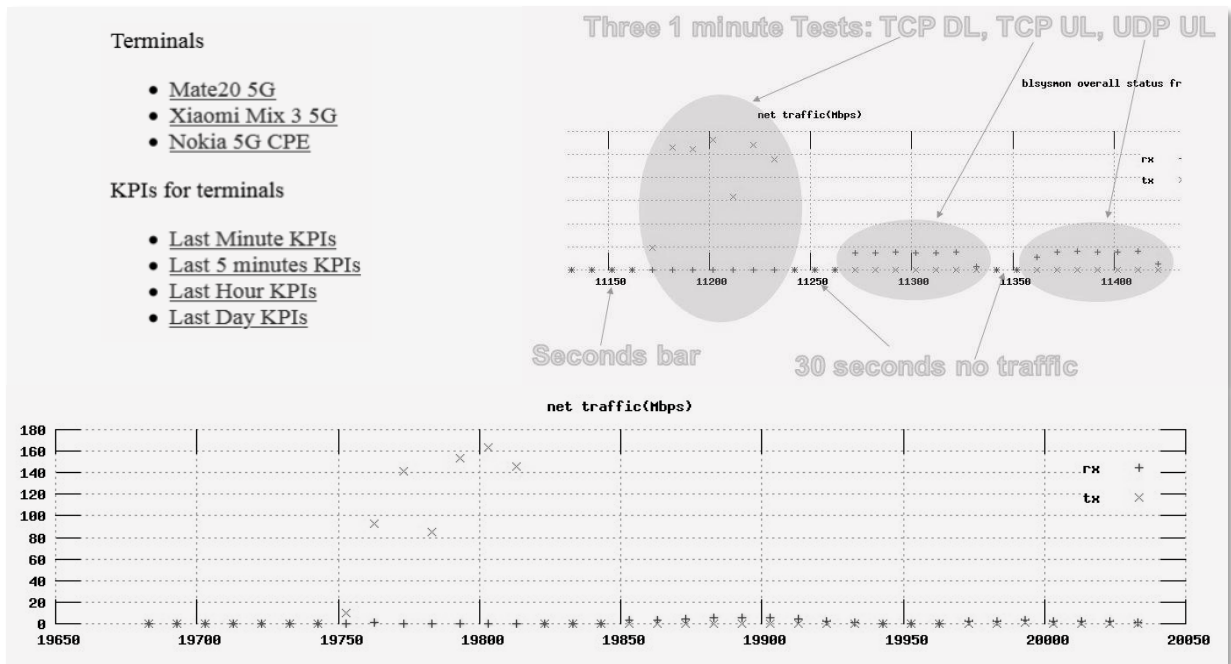 Terminals
• Mate20 5G
• Xiaomi Mix 3 5G
• Nokia 5G CPE
KPIs for terminals
• Last Minute KPIs
• Last 5 minutes KPIs
• Last Hour KPIs
• Last Day KPIs
Three 1 minute Tests: TCP DL, TCP UL, UDP UL
blsysmon overall status fr
net traffic(Mbps)
rx
tx
11150 11200 11300 11350 11400
Seconds bar
30 seconds no traffic
net traffic(Mbps)
180
160
140
120
100
80
60
40
20
0
rx
tx
19650 19700 19750 19800 19850 19900 19950 20000 20050